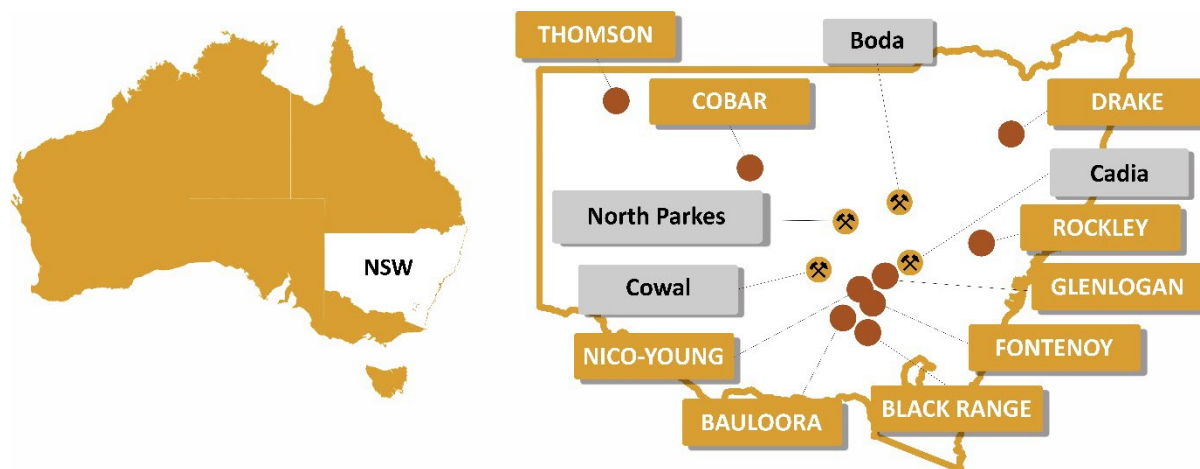 NSW
THOMSON
Boda
COBAR
DRAKE
Cadia
North Parkes
ROCKLEY
Cowal
GLENLOGAN
NICO-YOUNG
FONTENOY
BAULOORA
BLACK RANGE